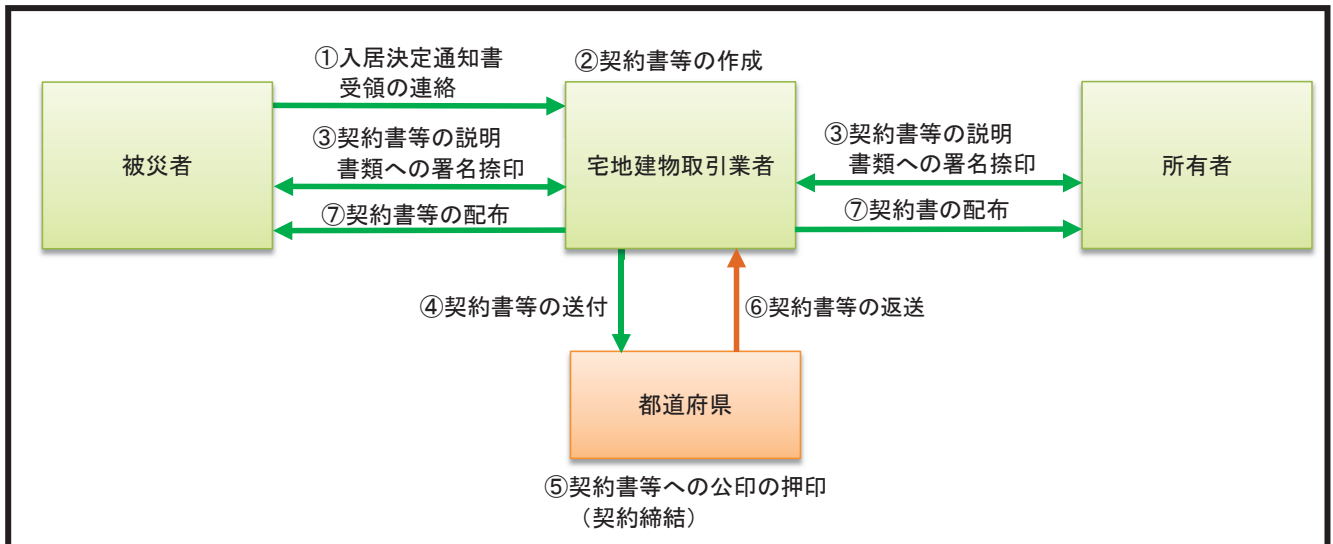 ①入居決定通知書
受領の連絡
②契約書等の作成
被災者
③契約書等の説明
書類への署名捺印
宅地建物取引業者
③契約書等の説明
書類への署名捺印
所有者
⑦契約書等の配布
⑦契約書の配布
④契約書等の送付
⑥契約書等の返送
都道府県
⑤契約書等への公印の押印
（契約締結）